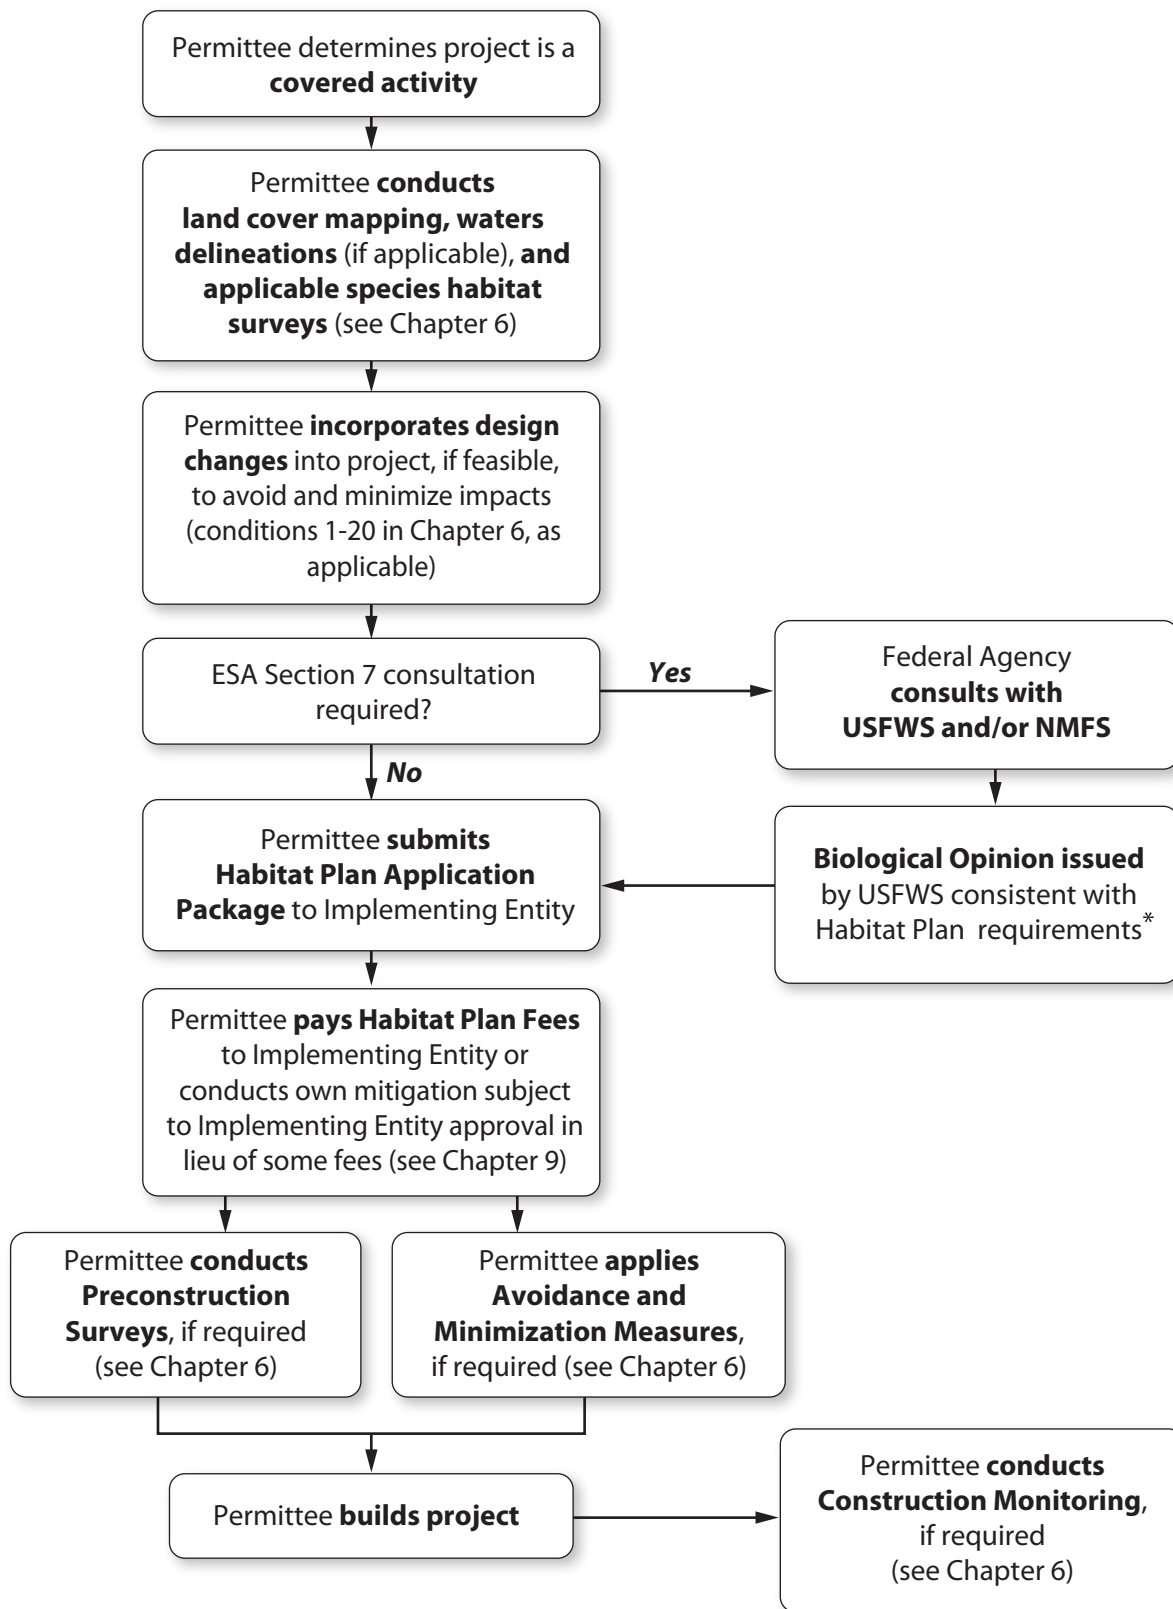 Permittee determines project is a
covered activity
Permittee conducts
land cover mapping, waters
delineations (if applicable), and
applicable species habitat
surveys (see Chapter 6)
Permittee incorporates design
changes into project, if feasible,
to avoid and minimize impacts
(conditions 1-20 in Chapter 6, as
applicable)
ESA Section 7 consultation
required?
Yes
Federal Agency
consults with
USFWS and/or NMFS
No
Biological Opinion issued
by USFWS consistent with
Habitat Plan requirements*
Permittee submits
Habitat Plan Application
Package to Implementing Entity
Permittee pays Habitat Plan Fees
to Implementing Entity or
conducts own mitigation subject
to Implementing Entity approval in
lieu of some fees (see Chapter 9)
Permittee conducts
Preconstruction
Surveys, if required
(see Chapter 6)
Permittee applies
Avoidance and
Minimization Measures,
if required (see Chapter 6)
Permittee builds project
Permittee conducts
Construction Monitoring,
if required
(see Chapter 6)